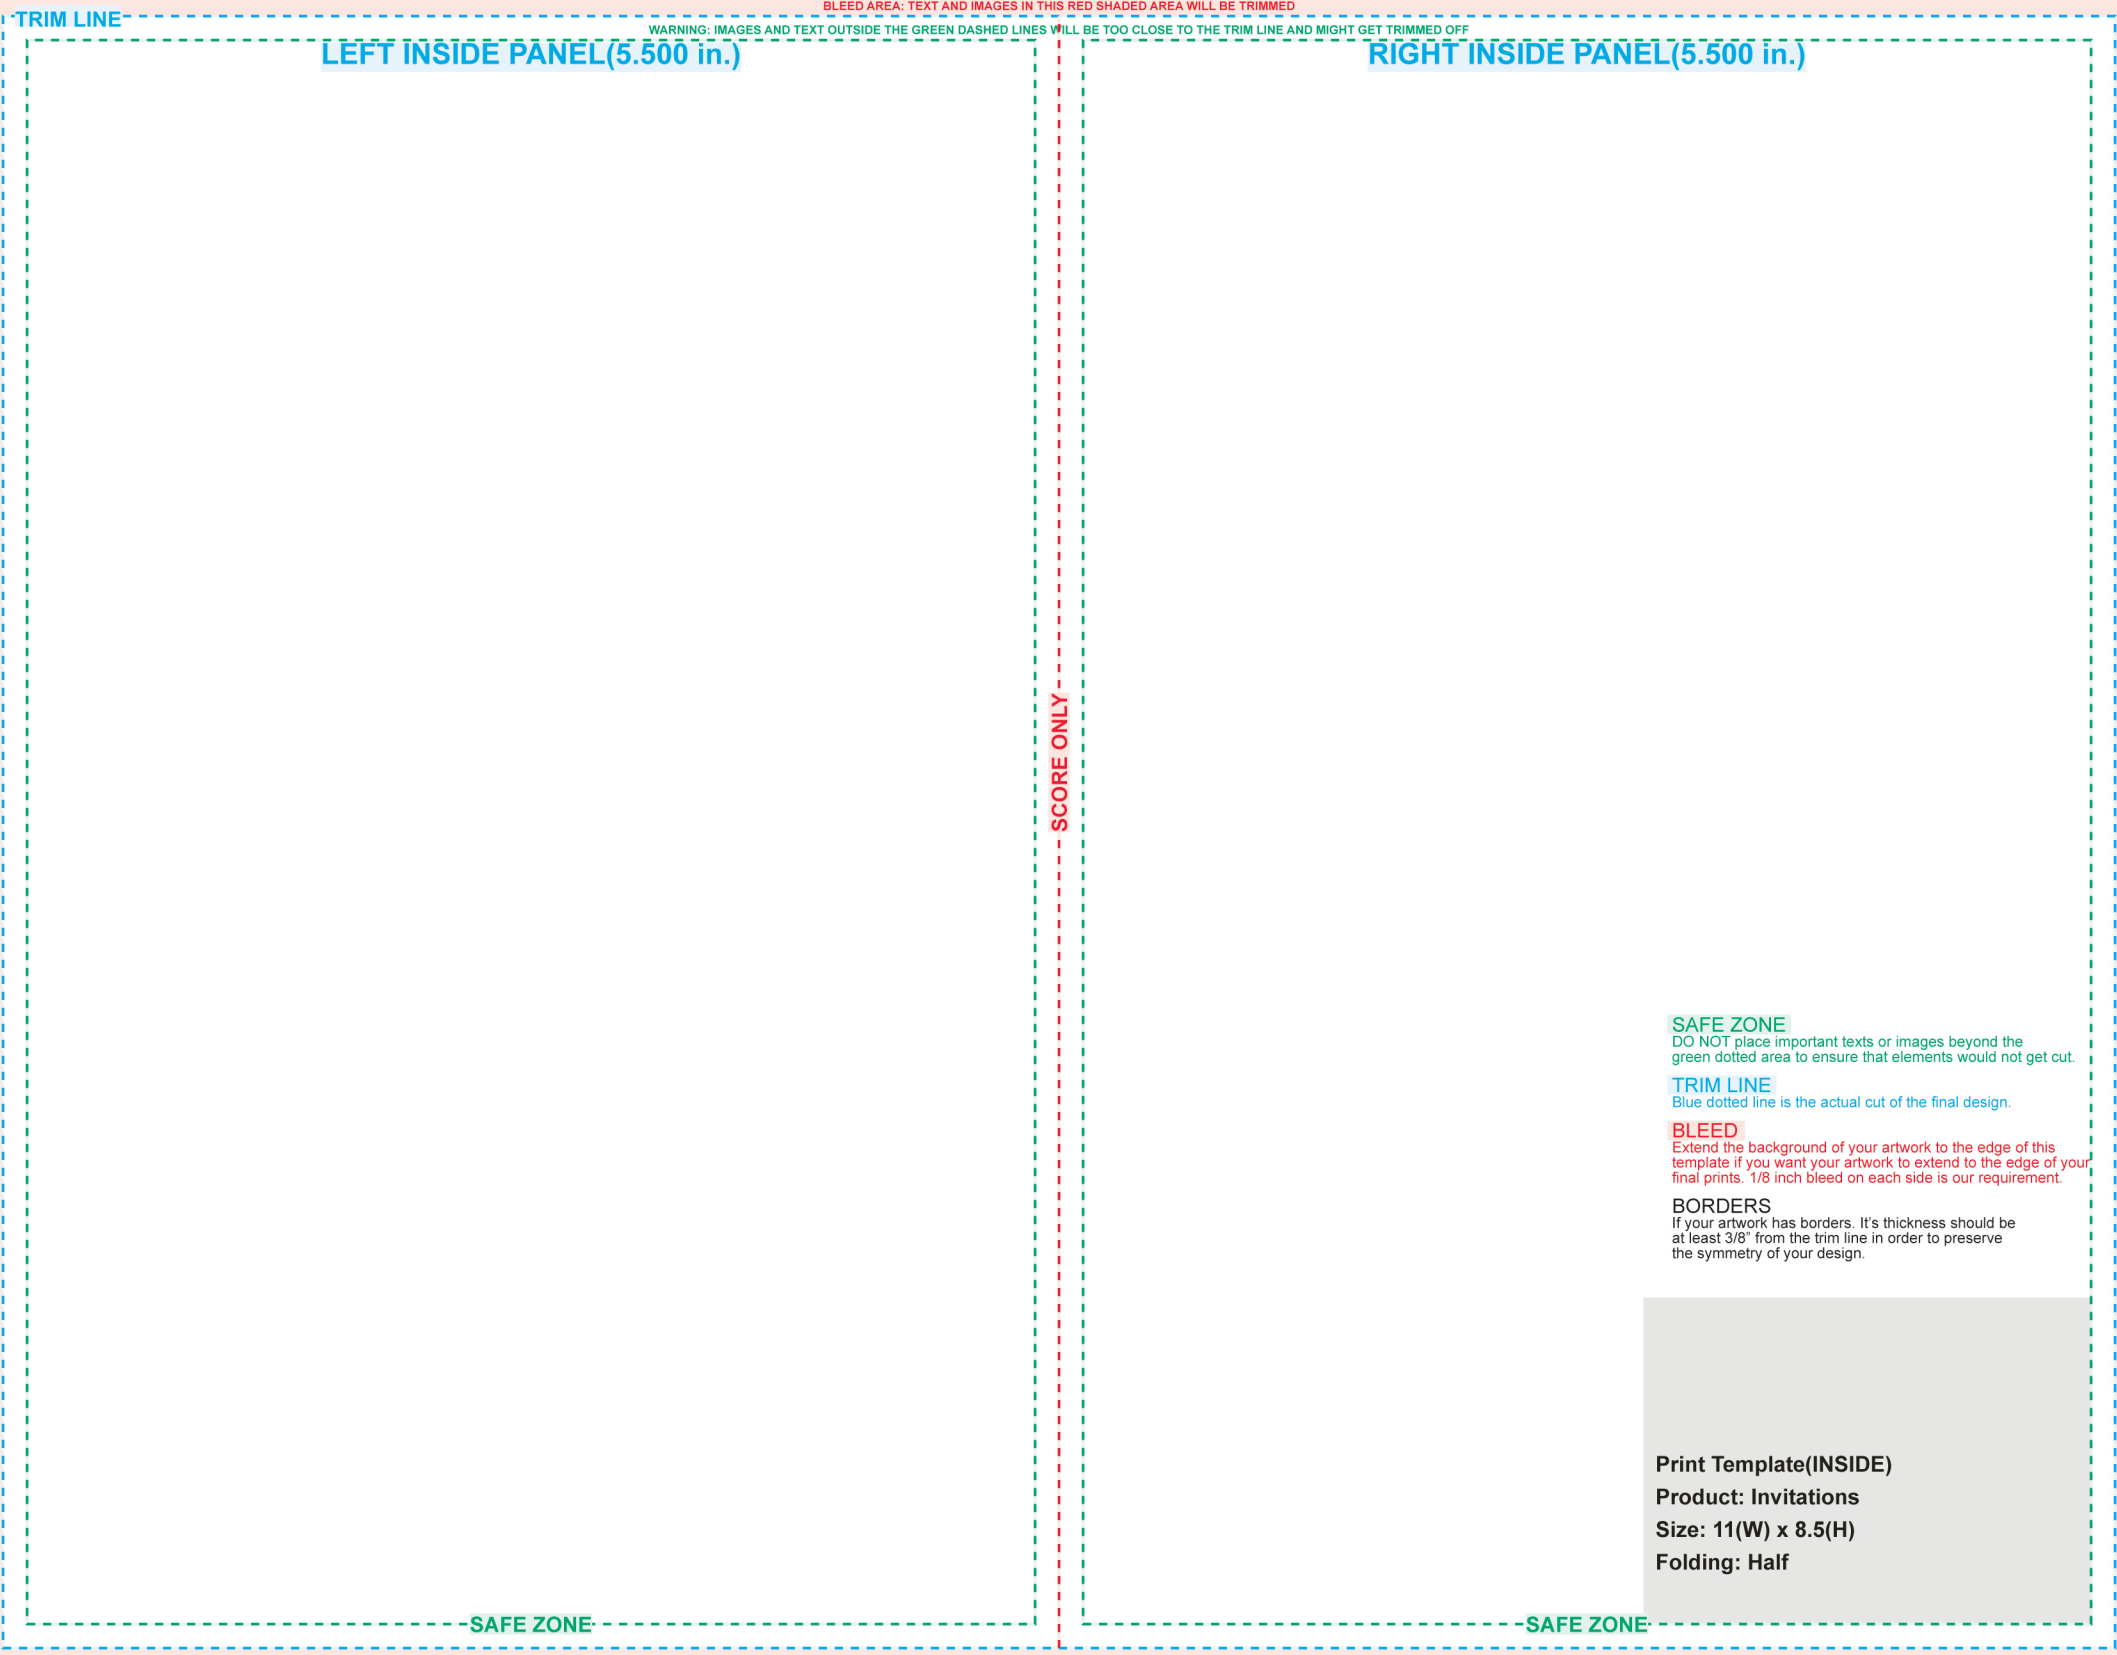 BLEED AREA: TEXT AND IMAGES IN THIS RED SHADED AREA WILL BE TRIMMED
TRIM LINE
WARNING: IMAGES AND TEXT OUTSIDE THE GREEN DASHED LINES WILL BE TOO CLOSE TO THE TRIM LINE AND MIGHT GET TRIMMED OFF
LEFT INSIDE PANEL(5.500 in.)
RIGHT INSIDE PANEL(5.500 in.)
SCORE ONLY
SAFE ZONE
DO NOT place important texts or images beyond the
green dotted area to ensure that elements would not get cut.
TRIM LINE
Blue dotted line is the actual cut of the final design.
BLEED
Extend the background of your artwork to the edge of this
template if you want your artwork to extend to the edge of your
final prints. 1/8 inch bleed on each side is our requirement.
BORDERS
If your artwork has borders. It’s thickness should be
at least 3/8” from the trim line in order to preserve
the symmetry of your design.
Print Template(INSIDE)
Product: Invitations
Size: 11(W) x 8.5(H)
Folding: Half
SAFE ZONE
SAFE ZONE